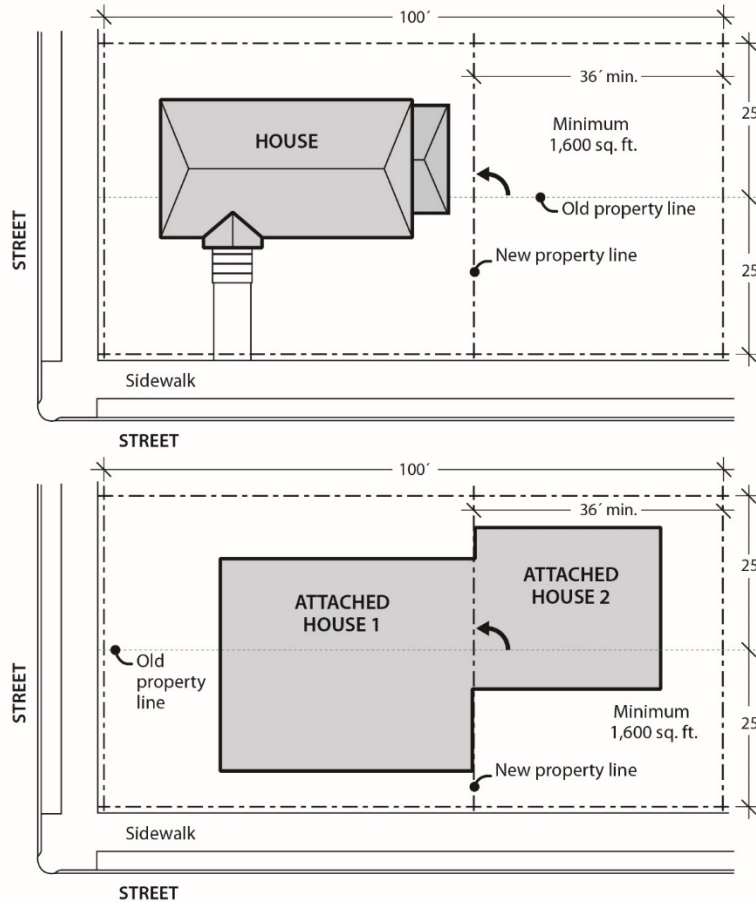 100´
36´ min.
HOUSE
Minimum
1,600 sq. ft.
25
Old property line
New property line
25
STREET
Sidewalk
STREET
100´
36´ min.
25
ATTACHED
HOUSE 1
ATTACHED
HOUSE 2
Old
property
line
Minimum
1,600 sq. ft.
25
New property line
STREET
Sidewalk
STREET